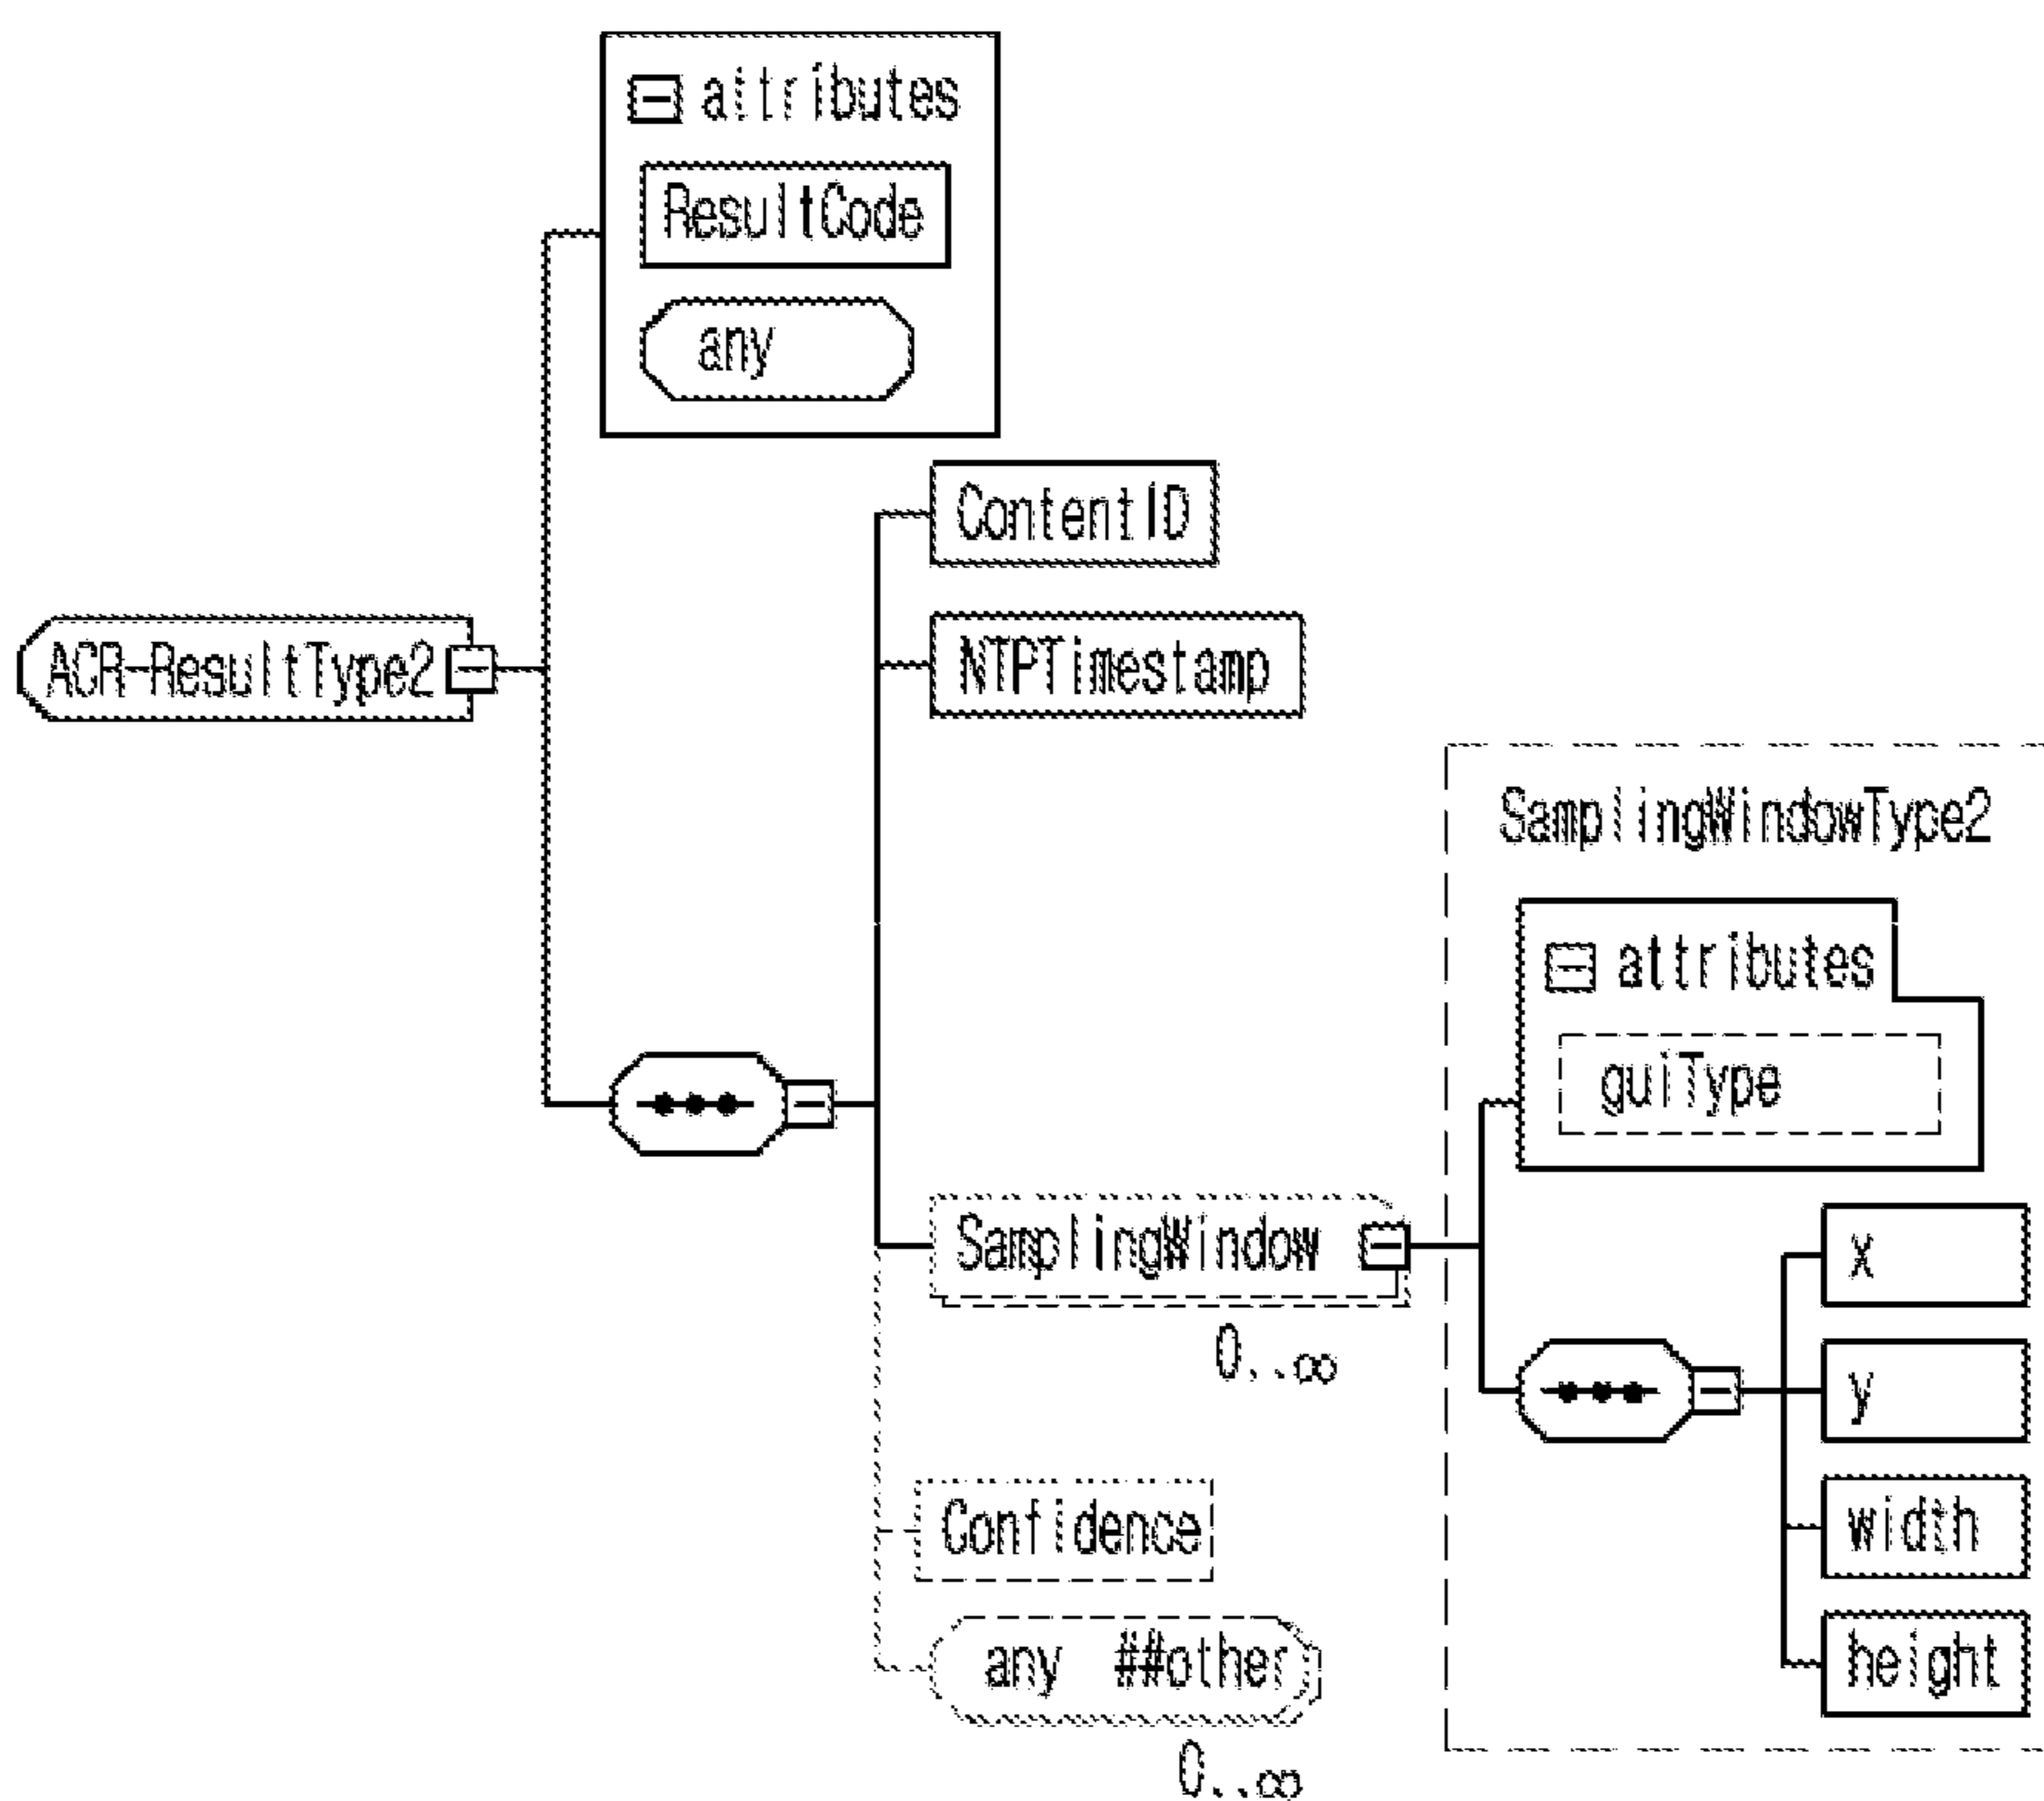 attributes
ResultCode
any
ContentID
NTPTimestamp
ACR-ResultType2
SamplingWindowType2
attributes
guiType
SamplingWindow
0..∞
x
y
width
height
Confidence
any ##other
0..∞